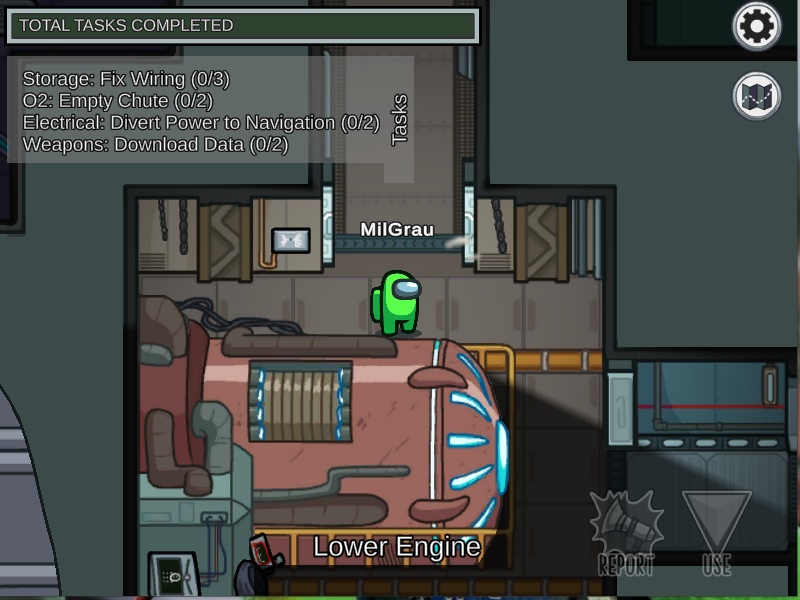 TOTAL TASKS COMPLETED
Storage: Fix Wiring (0/3)
O2: Empty Chute (0/2)
Electrical: Divert Power to Navigation (0/2)
Weapons: Download Data (0/2)
Tasks
MilGrau
Lower Engine
REPORT
USE